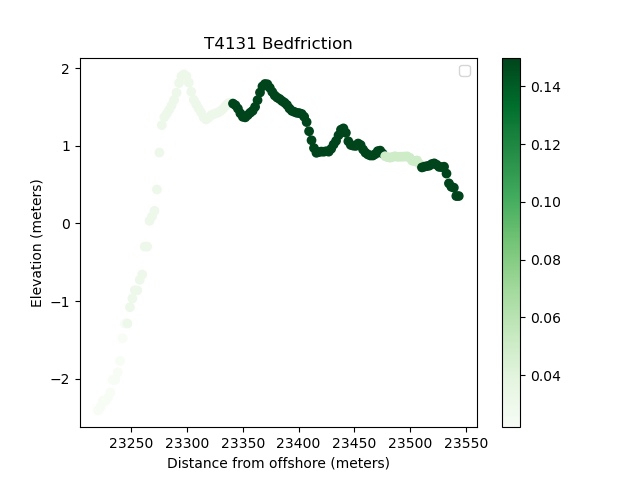 T4131 Bedfriction
2
1
0
−1
−2
Elevation (meters)
23250 23300 23350 23400 23450 23500 23550
Distance from offshore (meters)
0.14
0.12
0.10
0.08
0.06
0.04